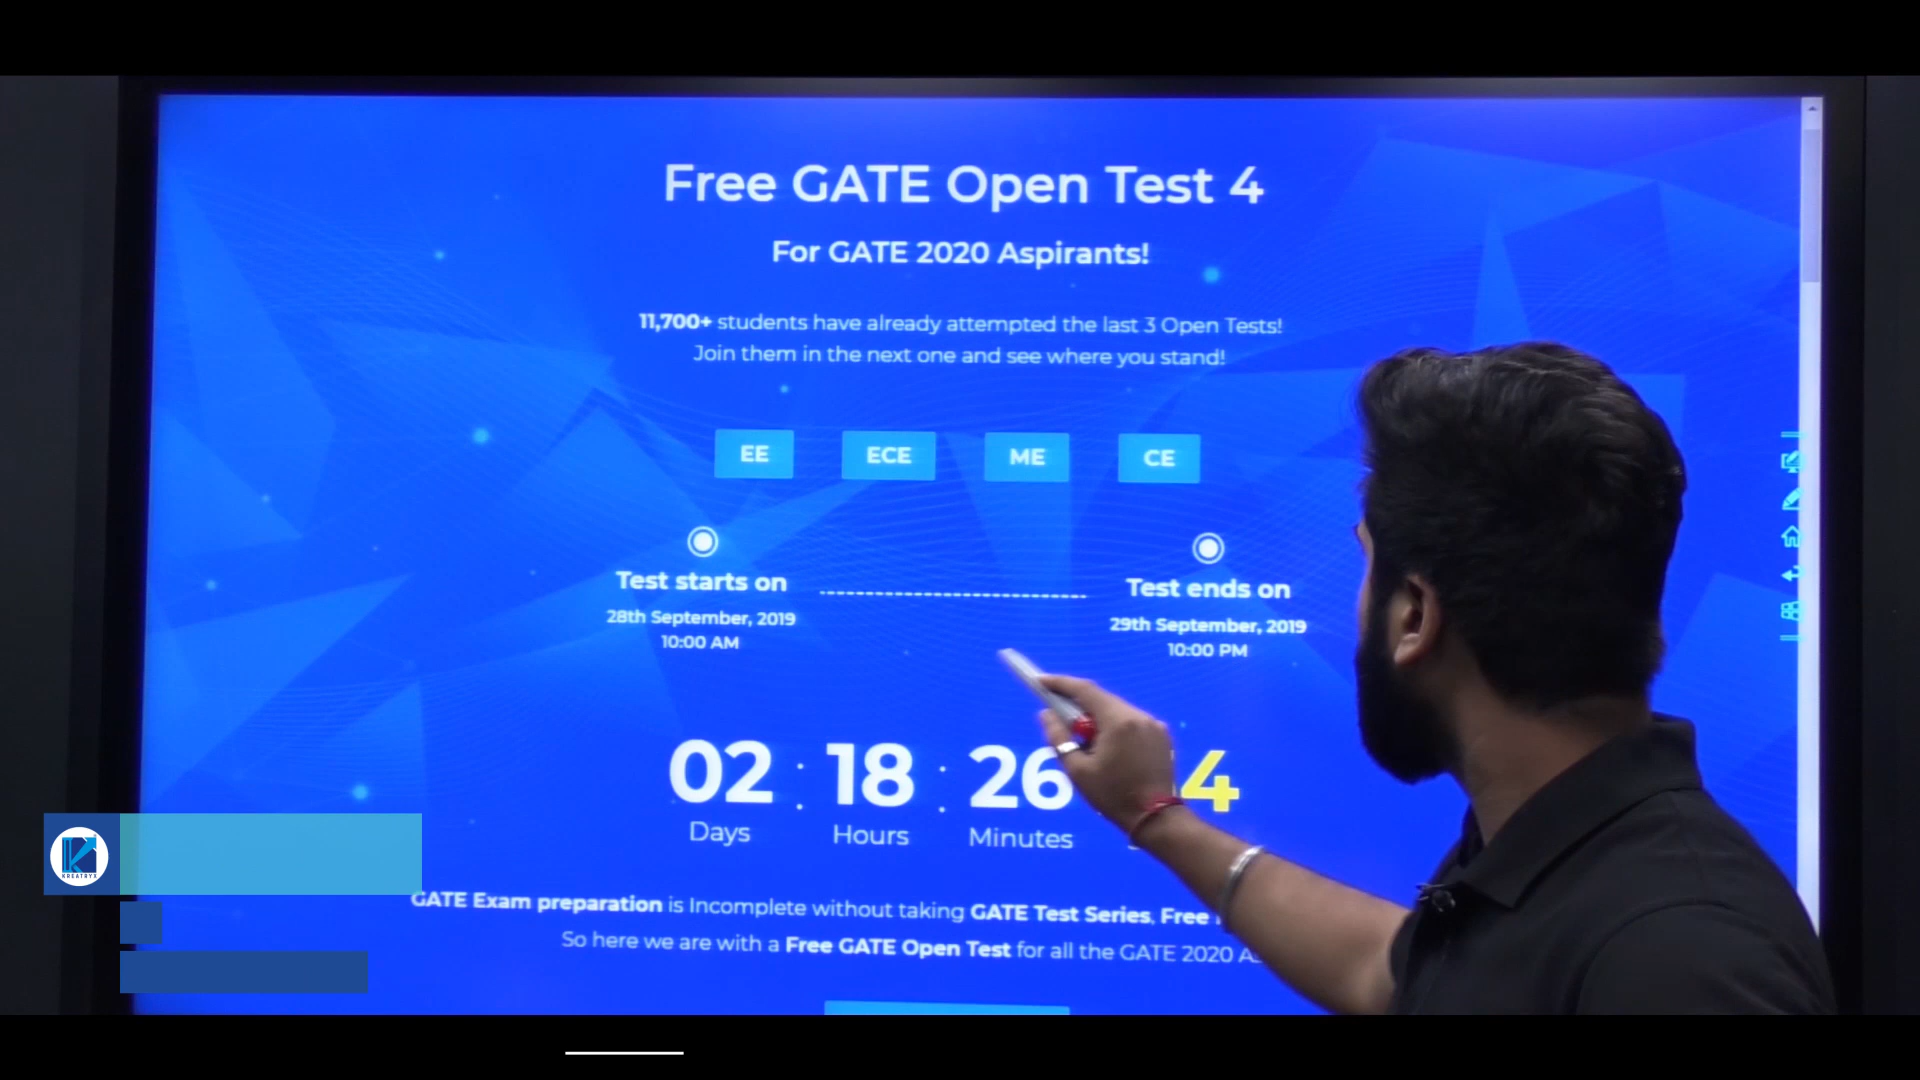 Free GATE Open Test 4
For GATE 2020 Aspirants!
11,700+ students have already attempted the last 3 Open Tests!
Join them in the next one and see where you stand!
EE ECE ME CE
Test starts on
28th September, 2019
10:00 AM
Test ends on
29th September, 2019
10:00 PM
02 : 18 : 26 4
Days Hours Minutes
GATE Exam preparation is Incomplete without taking GATE Test Series, Free
So here we are with a Free GATE Open Test for all the GATE 2020
KREATRYX